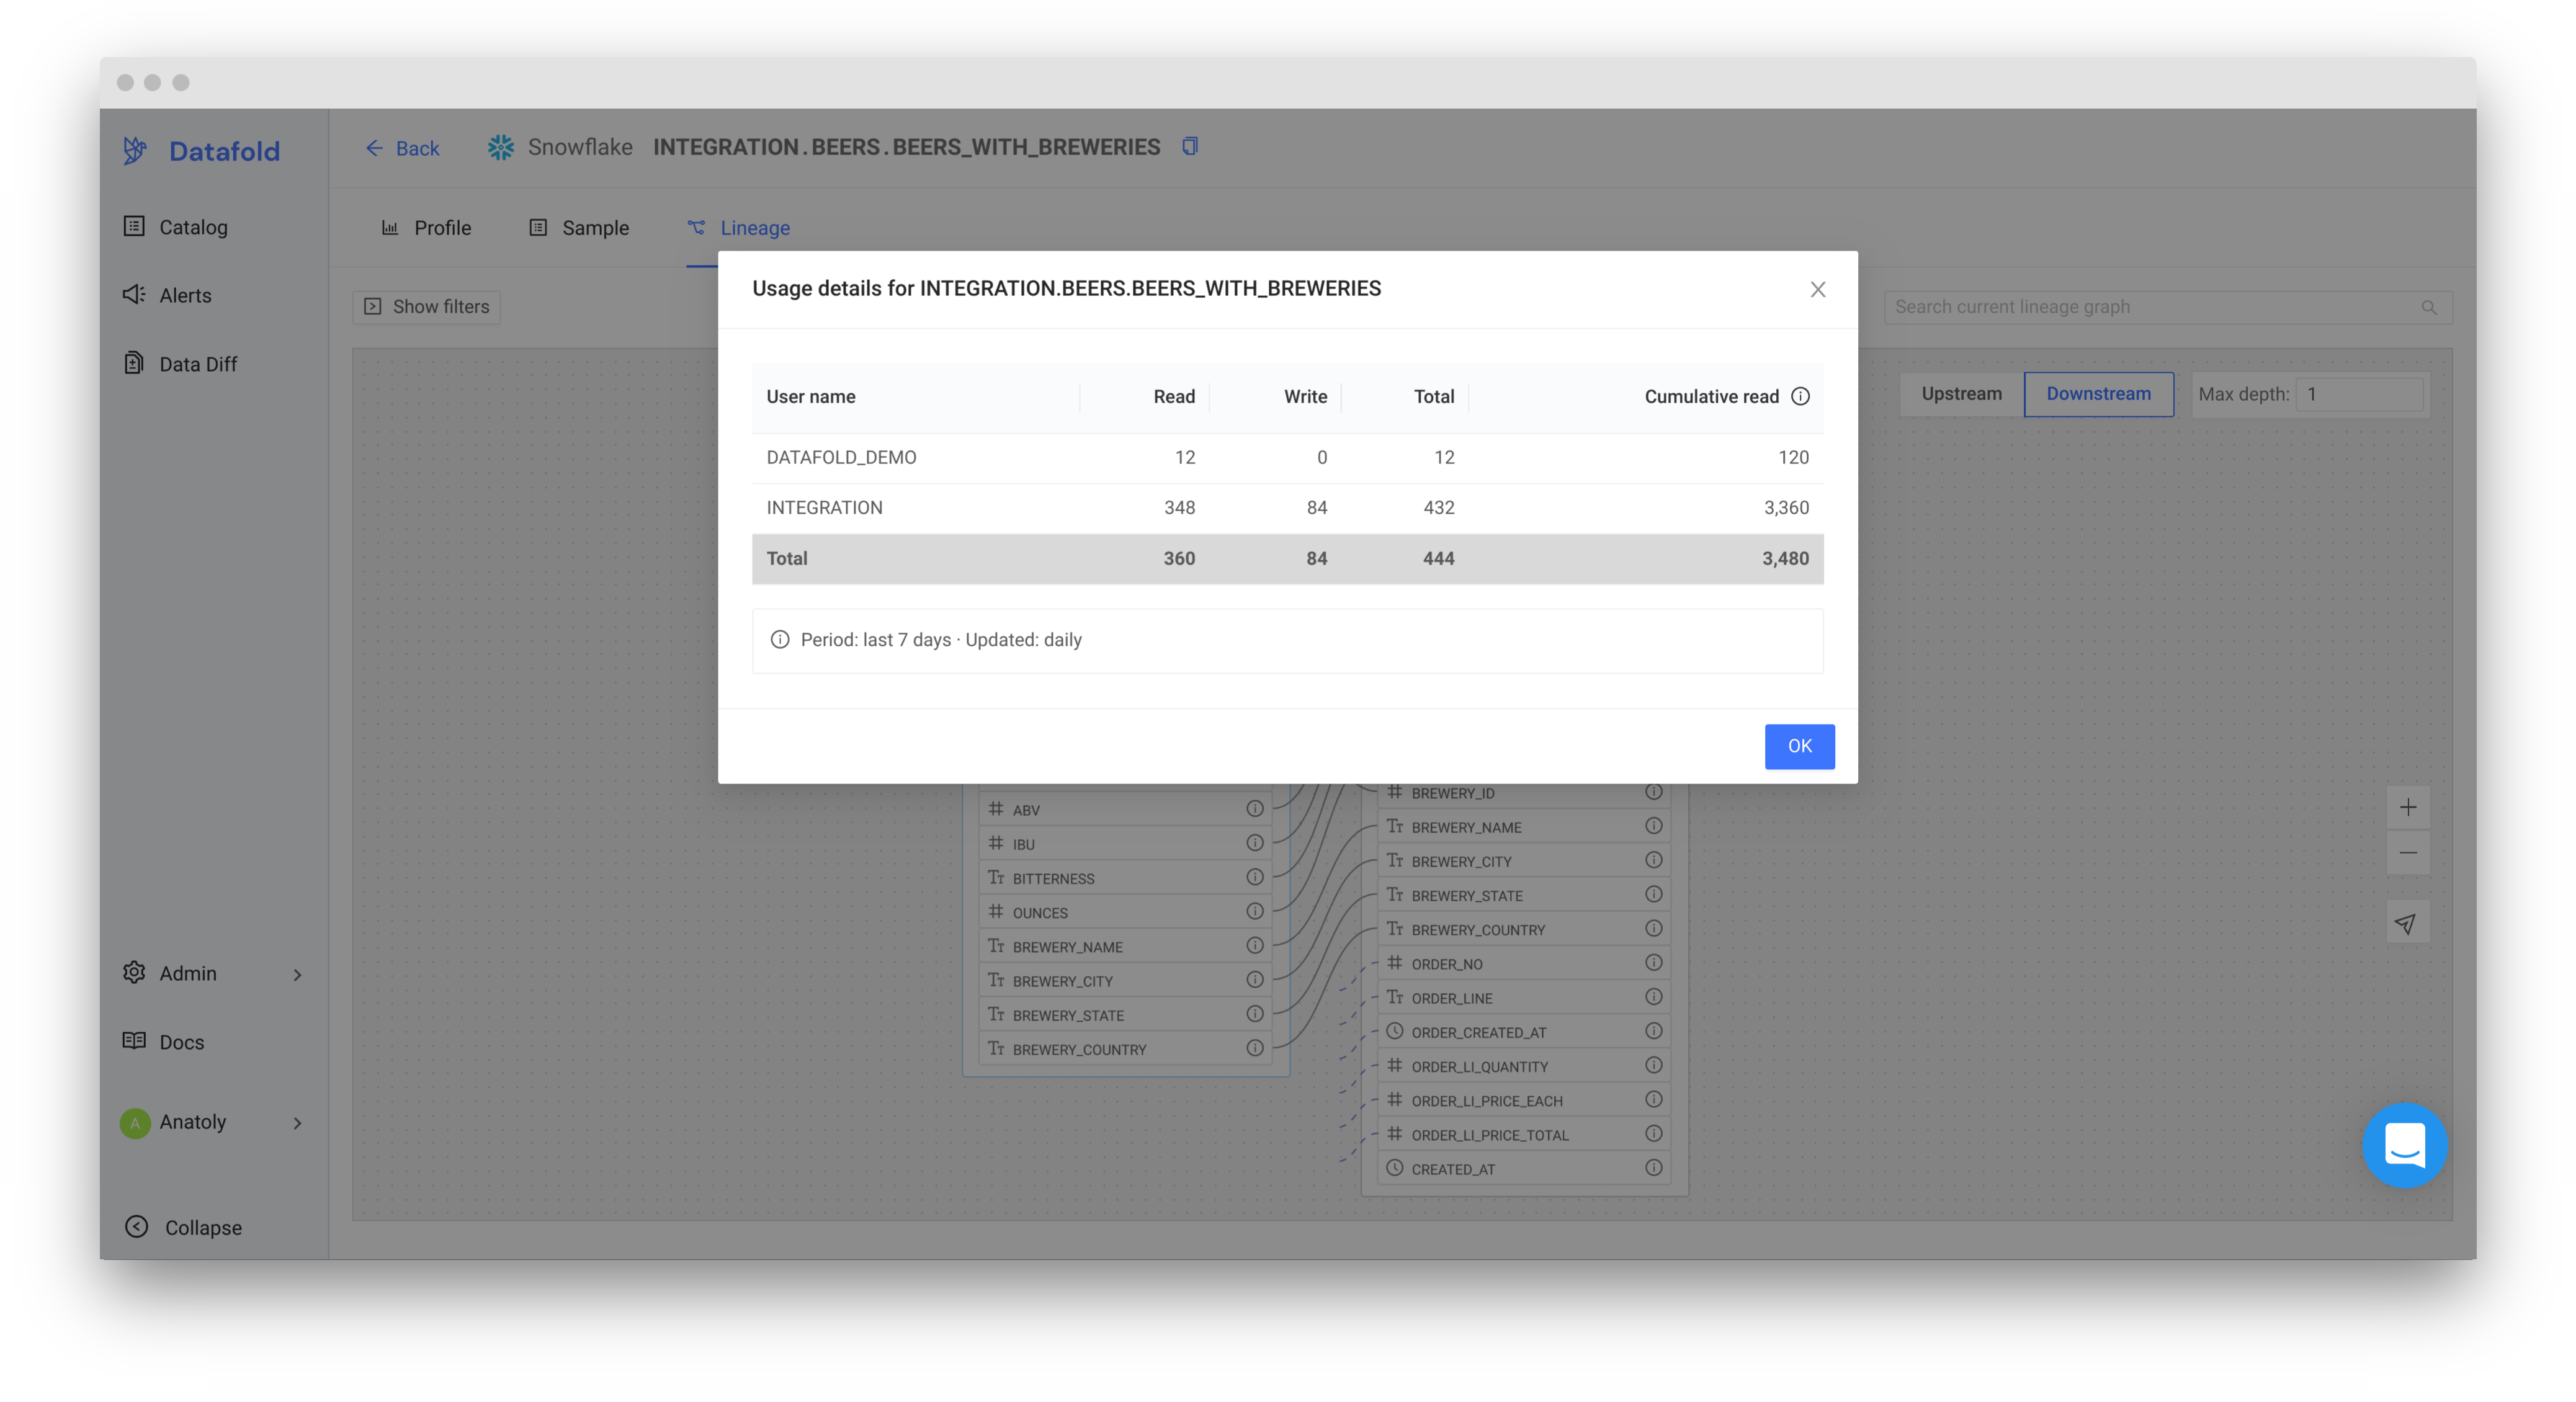 Datafold
Back
Snowflake INTEGRATION.BEERS.BEERS_WITH_BREWERIES
Catalog
Alerts
Data Diff
Profile
Sample
Lineage
Show filters
Search current lineage graph
Upstream
Downstream
Max depth: 1
Usage details for INTEGRATION.BEERS.BEERS_WITH_BREWERIES
User name Read Write Total Cumulative read
DATAFOLD_DEMO 12 0 12 120
INTEGRATION 348 84 432 3,360
Total 360 84 444 3,480
Period: last 7 days · Updated: daily
OK
ABV
IBU
BITTERNESS
OUNCES
BREWERY_NAME
BREWERY_CITY
BREWERY_STATE
BREWERY_COUNTRY
BREWERY_ID
BREWERY_NAME
BREWERY_CITY
BREWERY_STATE
BREWERY_COUNTRY
ORDER_NO
ORDER_LINE
ORDER_CREATED_AT
ORDER_LI_QUANTITY
ORDER_LI_PRICE_EACH
ORDER_LI_PRICE_TOTAL
CREATED_AT
Admin
Docs
A Anatoly
Collapse